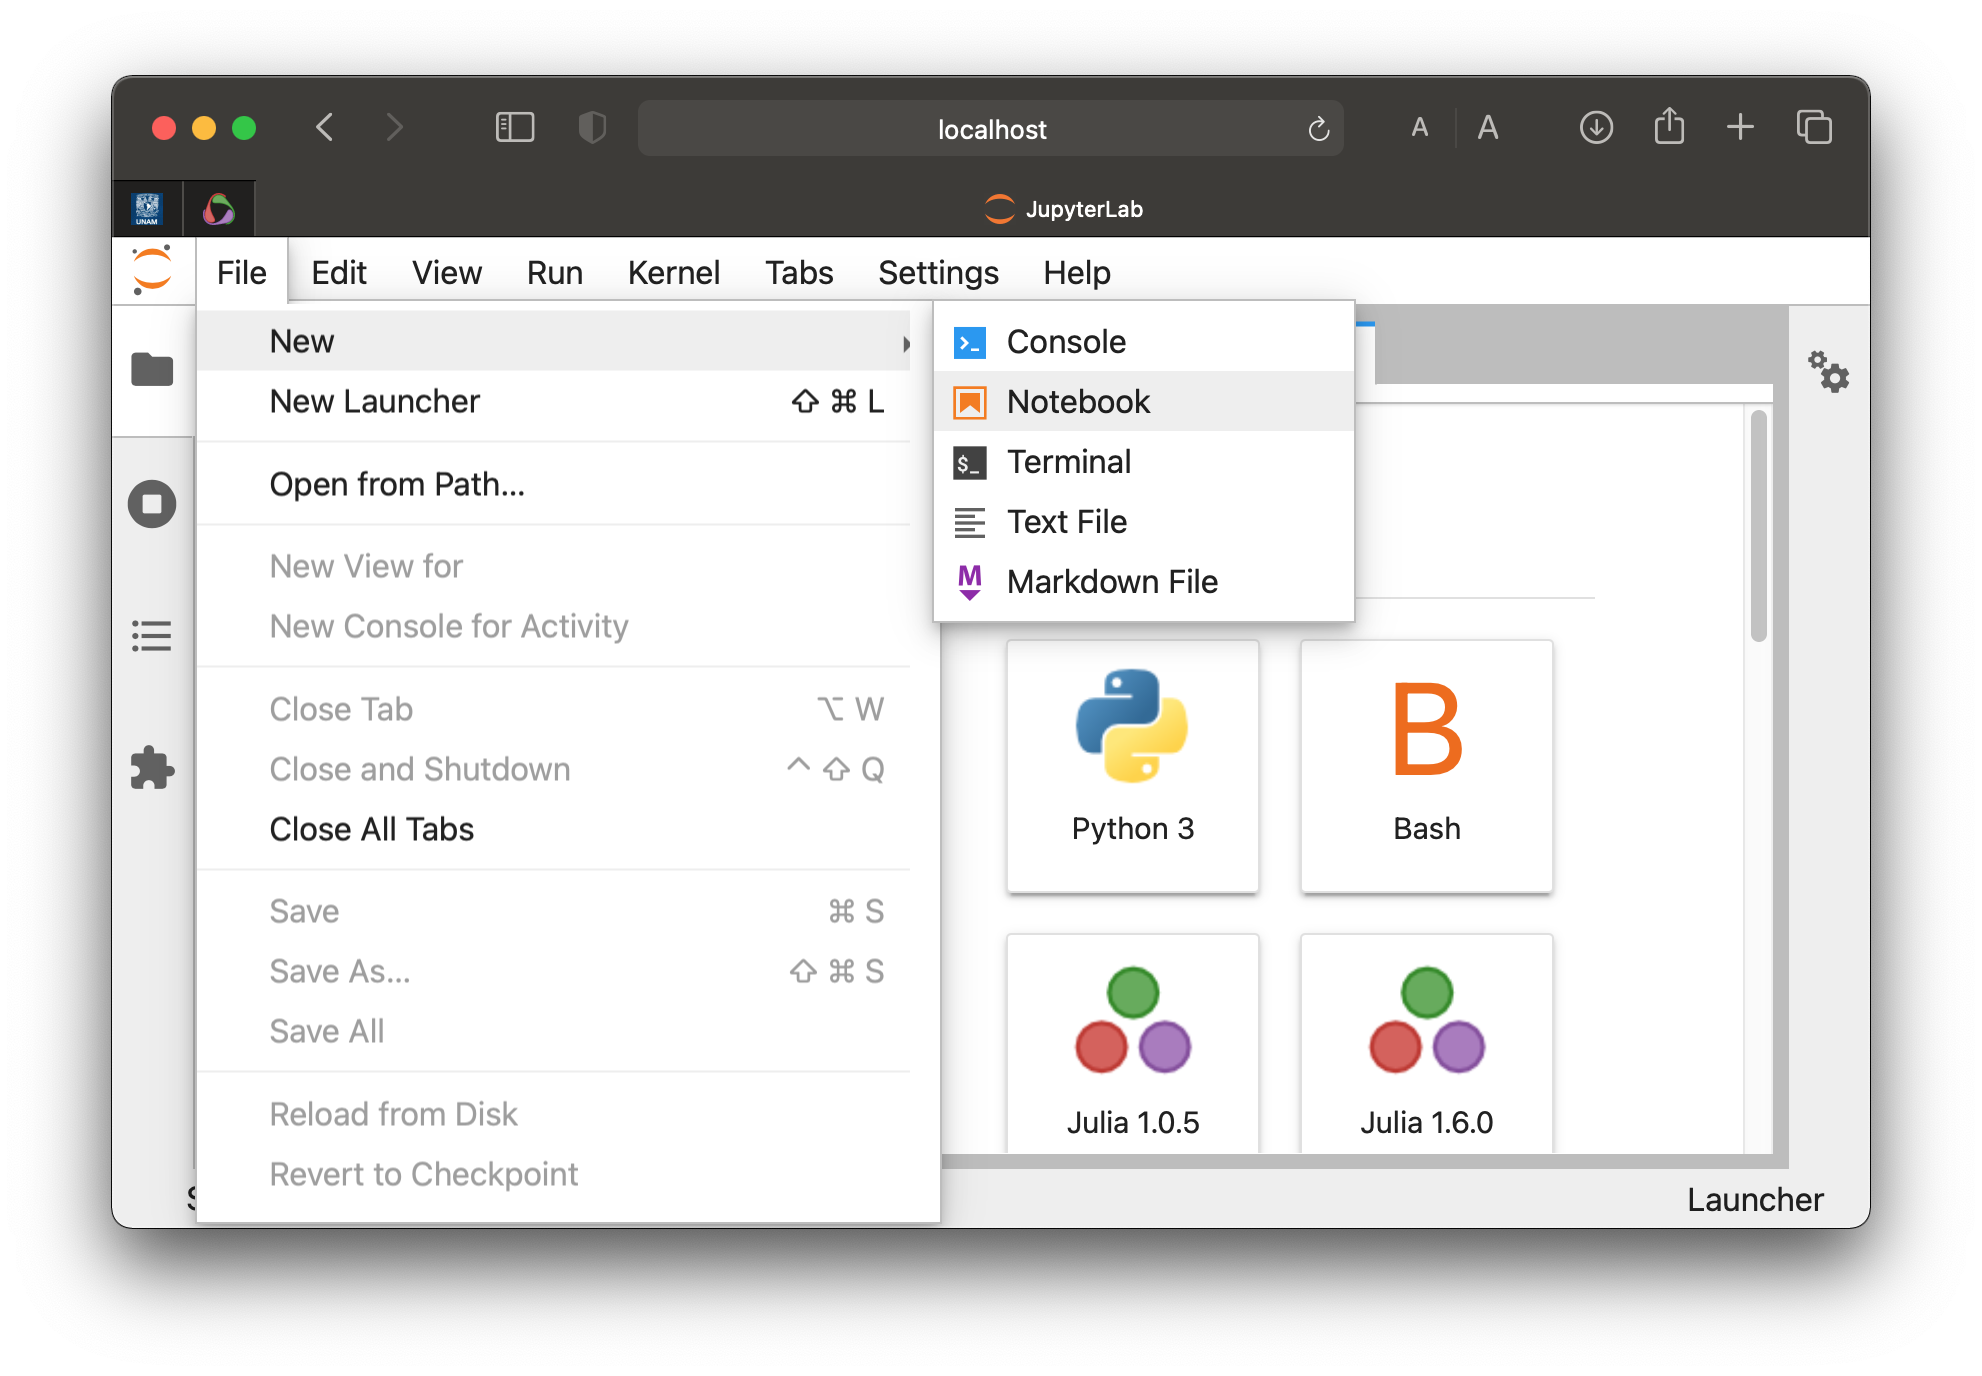 localhost
A A
UNAM
JupyterLab
File Edit View Run Kernel Tabs Settings Help
New
New Launcher ⇧ ⌘ L
Open from Path...
New View for
New Console for Activity
Close Tab ⌥ W
Close and Shutdown ^ ⇧ Q
Close All Tabs
Save ⌘ S
Save As... ⇧ ⌘ S
Save All
Reload from Disk
Revert to Checkpoint
Console
Notebook
$_ Terminal
Text File
M Markdown File
Python 3
B
Bash
Julia 1.0.5
Julia 1.6.0
Launcher